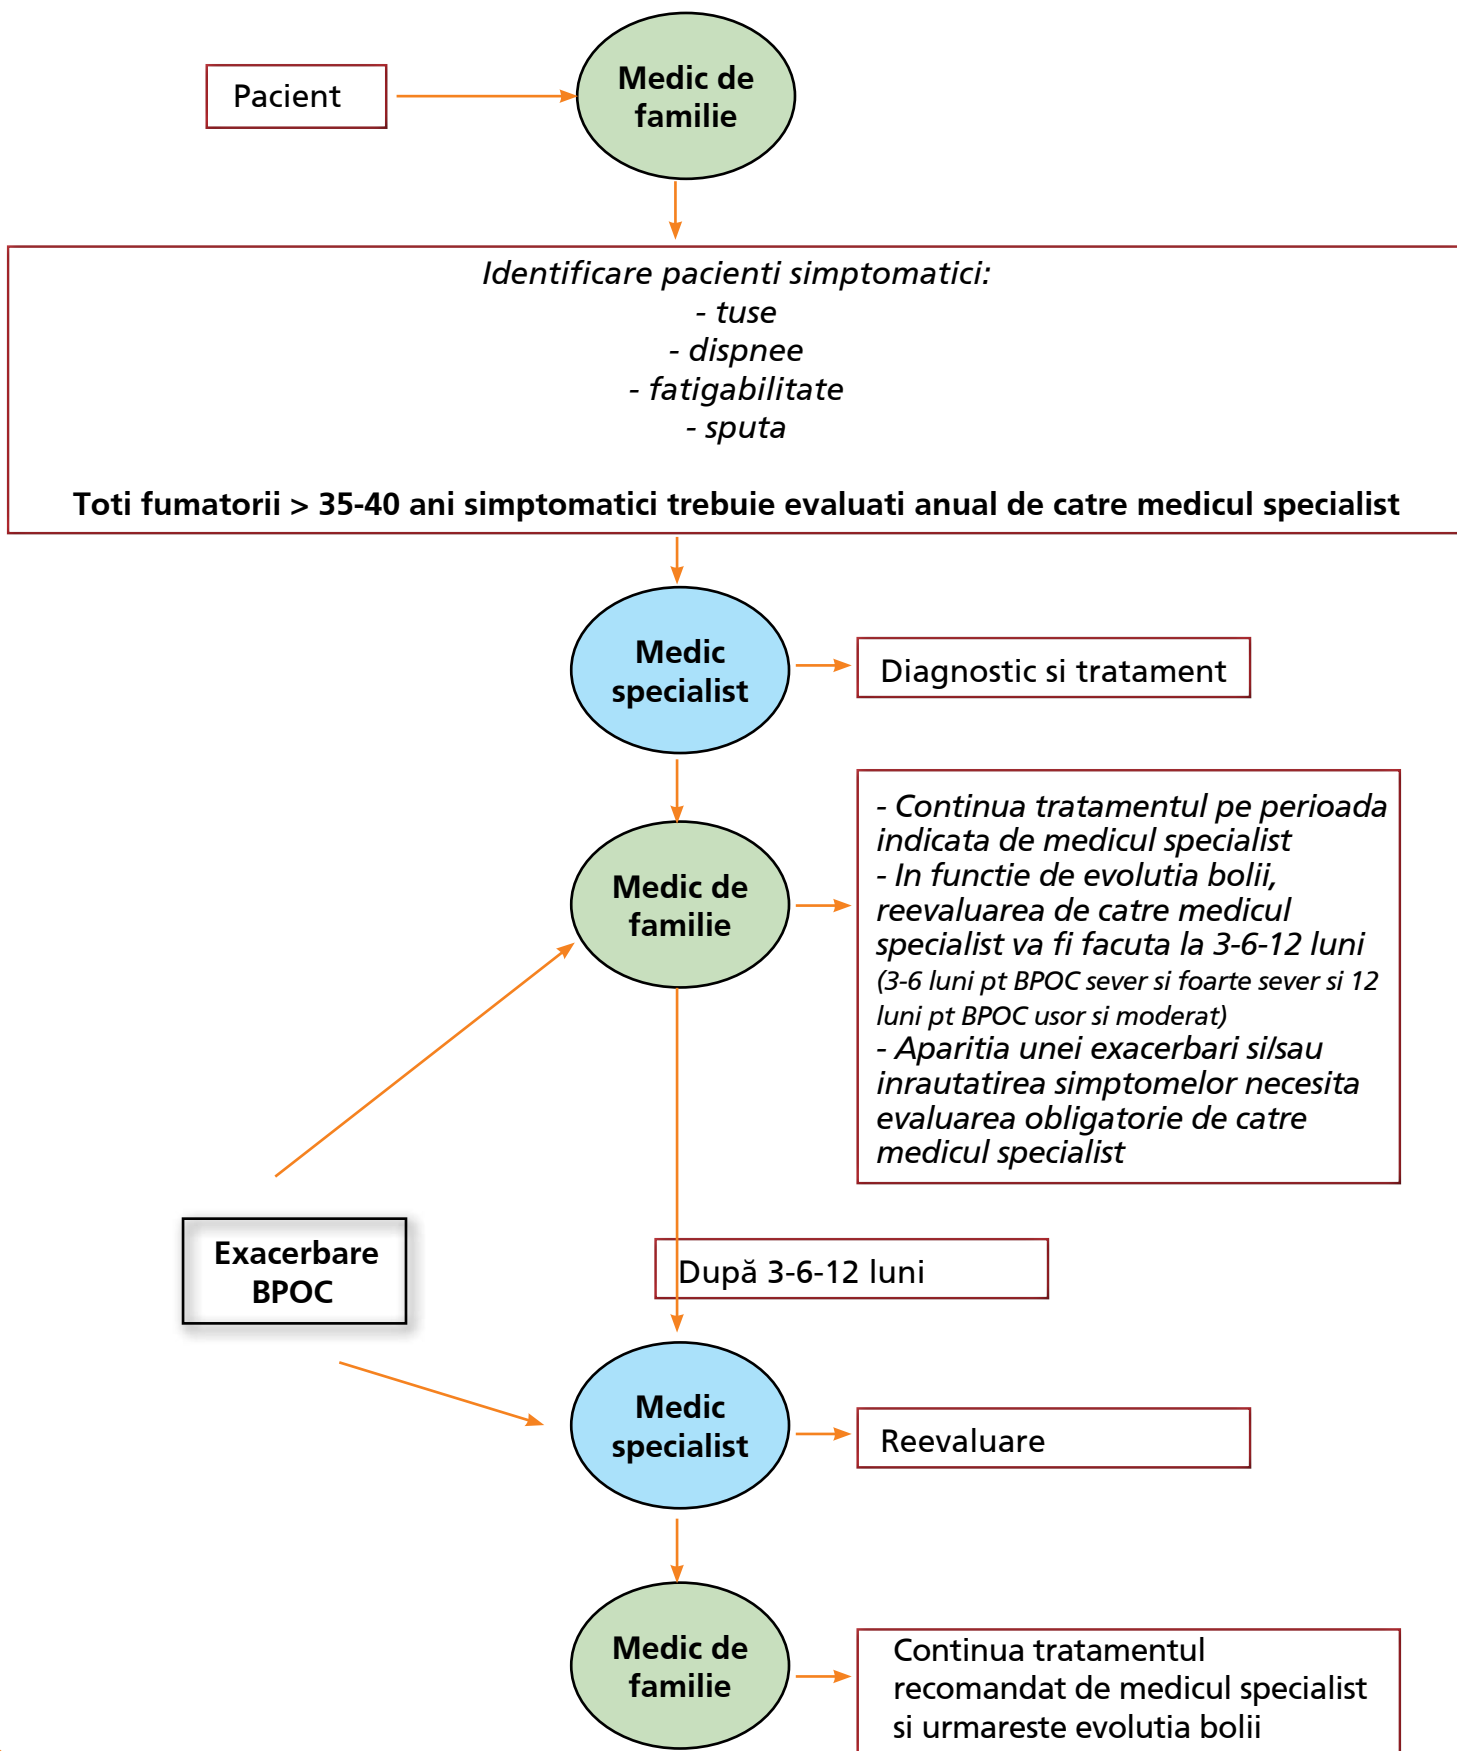 Pacient
Medic de
familie
Identificare pacienti simptomatici:
- tuse
- dispnee
- fatigabilitate
- sputa
Toti fumatorii > 35-40 ani simptomatici trebuie evaluati anual de catre medicul specialist
Medic
specialist
Diagnostic si tratament
Medic de
familie
- Continua tratamentul pe perioada
indicata de medicul specialist
- In functie de evolutia bolii,
reevaluarea de catre medicul
specialist va fi facuta la 3-6-12 luni
(3-6 luni pt BPOC sever si foarte sever si 12
luni pt BPOC usor si moderat)
- Aparitia unei exacerbari si/sau
inrautatirea simptomelor necesita
evaluarea obligatorie de catre
medicul specialist
Exacerbare
BPOC
După 3-6-12 luni
Medic
specialist
Reevaluare
Medic de
familie
Continua tratamentul
recomandat de medicul specialist
si urmareste evolutia bolii